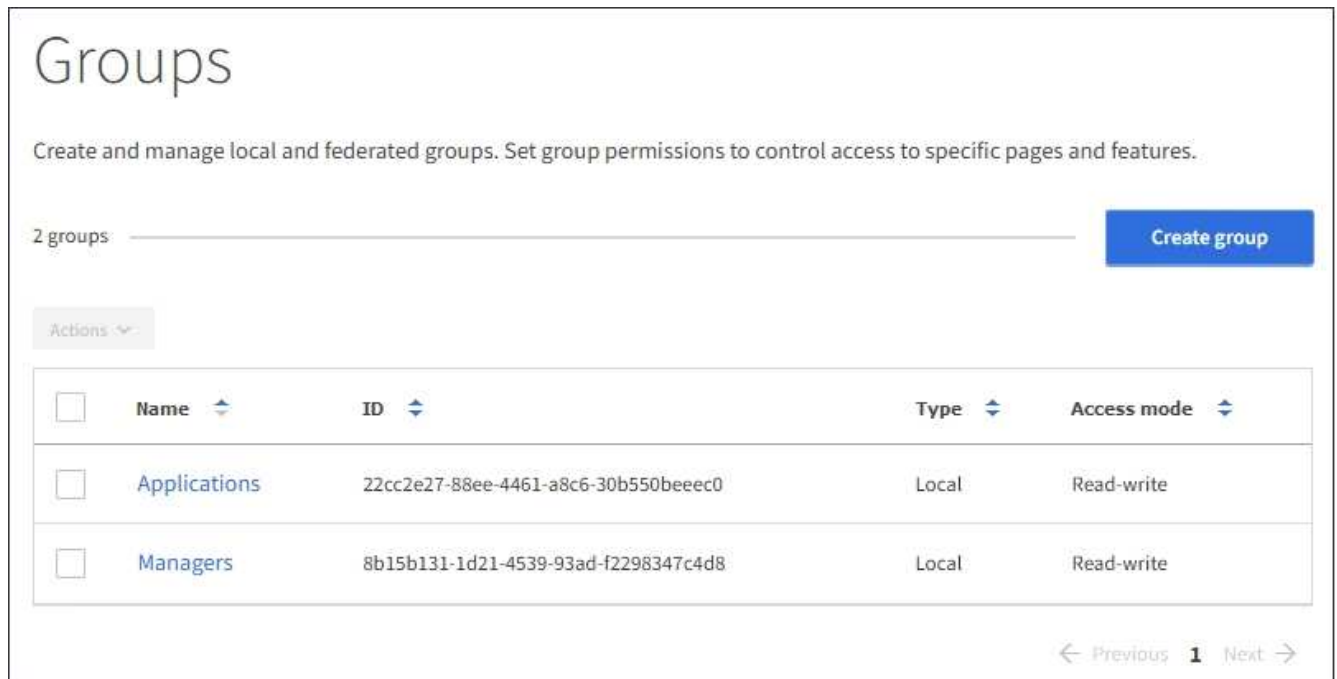 Groups
Create and manage local and federated groups. Set group permissions to control access to specific pages and features.
2 groups
Create group
Actions
Name ID Type Access mode
Applications 22cc2e27-88ee-4461-a8c6-30b550beeec0 Local Read-write
Managers 8b15b131-1d21-4539-93ad-f2298347c4d8 Local Read-write
← Previous 1 Next →